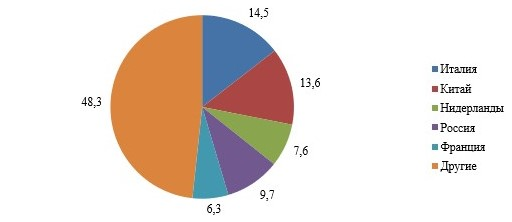 14,5
13,6
7,6
9,7
6,3
48,3
Италия
Китай
Нидерланды
Россия
Франция
Другие